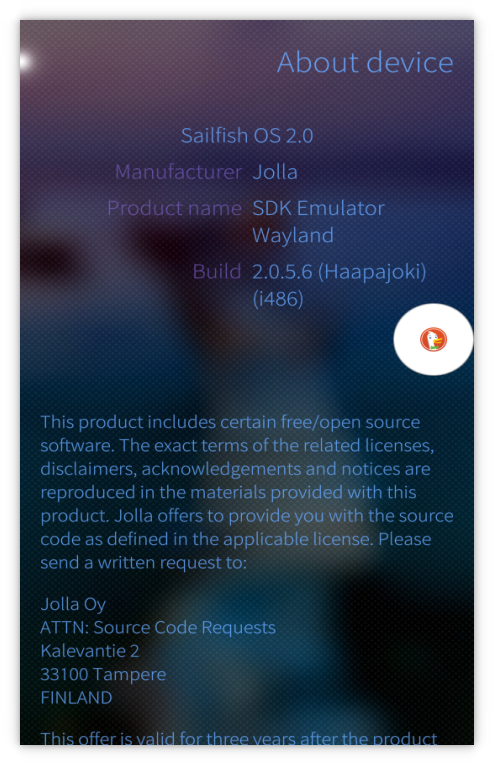 About device
Sailfish OS 2.0
Manufacturer Jolla
Product name SDK Emulator
Wayland
Build 2.0.5.6 (Haapajoki)
(i486)
This product includes certain free/open source
software. The exact terms of the related licenses,
disclaimers, acknowledgements and notices are
reproduced in the materials provided with this
product. Jolla offers to provide you with the source
code as defined in the applicable license. Please
send a written request to:
Jolla Oy
ATTN: Source Code Requests
Kalevantie 2
33100 Tampere
FINLAND
This offer is valid for three years after the product